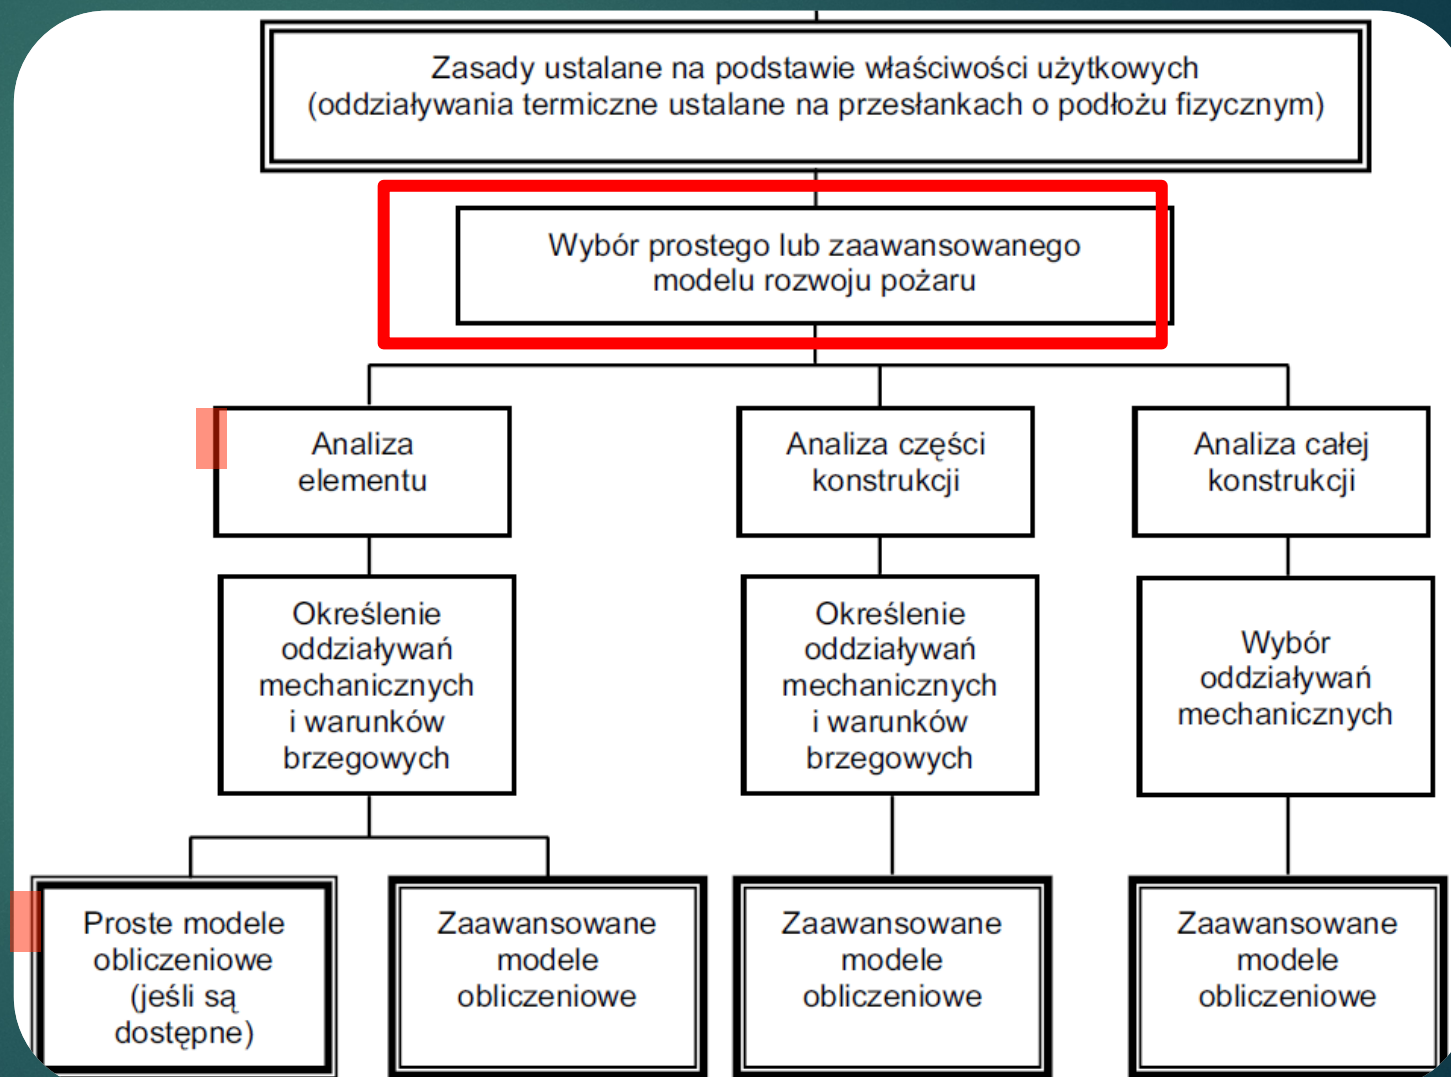 Zasady ustalane na podstawie właściwości użytkowych
(oddziaływania termiczne ustalane na przesłankach o podłożu fizycznym)
Wybór prostego lub zaawansowanego
modelu rozwoju pożaru
Analiza
elementu
Analiza części
konstrukcji
Analiza całej
konstrukcji
Określenie
oddziaływań
mechanicznych
i warunków
brzegowych
Określenie
oddziaływań
mechanicznych
i warunków
brzegowych
Wybór
oddziaływań
mechanicznych
Proste modele
obliczeniowe
(jeśli są
dostępne)
Zaawansowane
modele
obliczeniowe
Zaawansowane
modele
obliczeniowe
Zaawansowane
modele
obliczeniowe